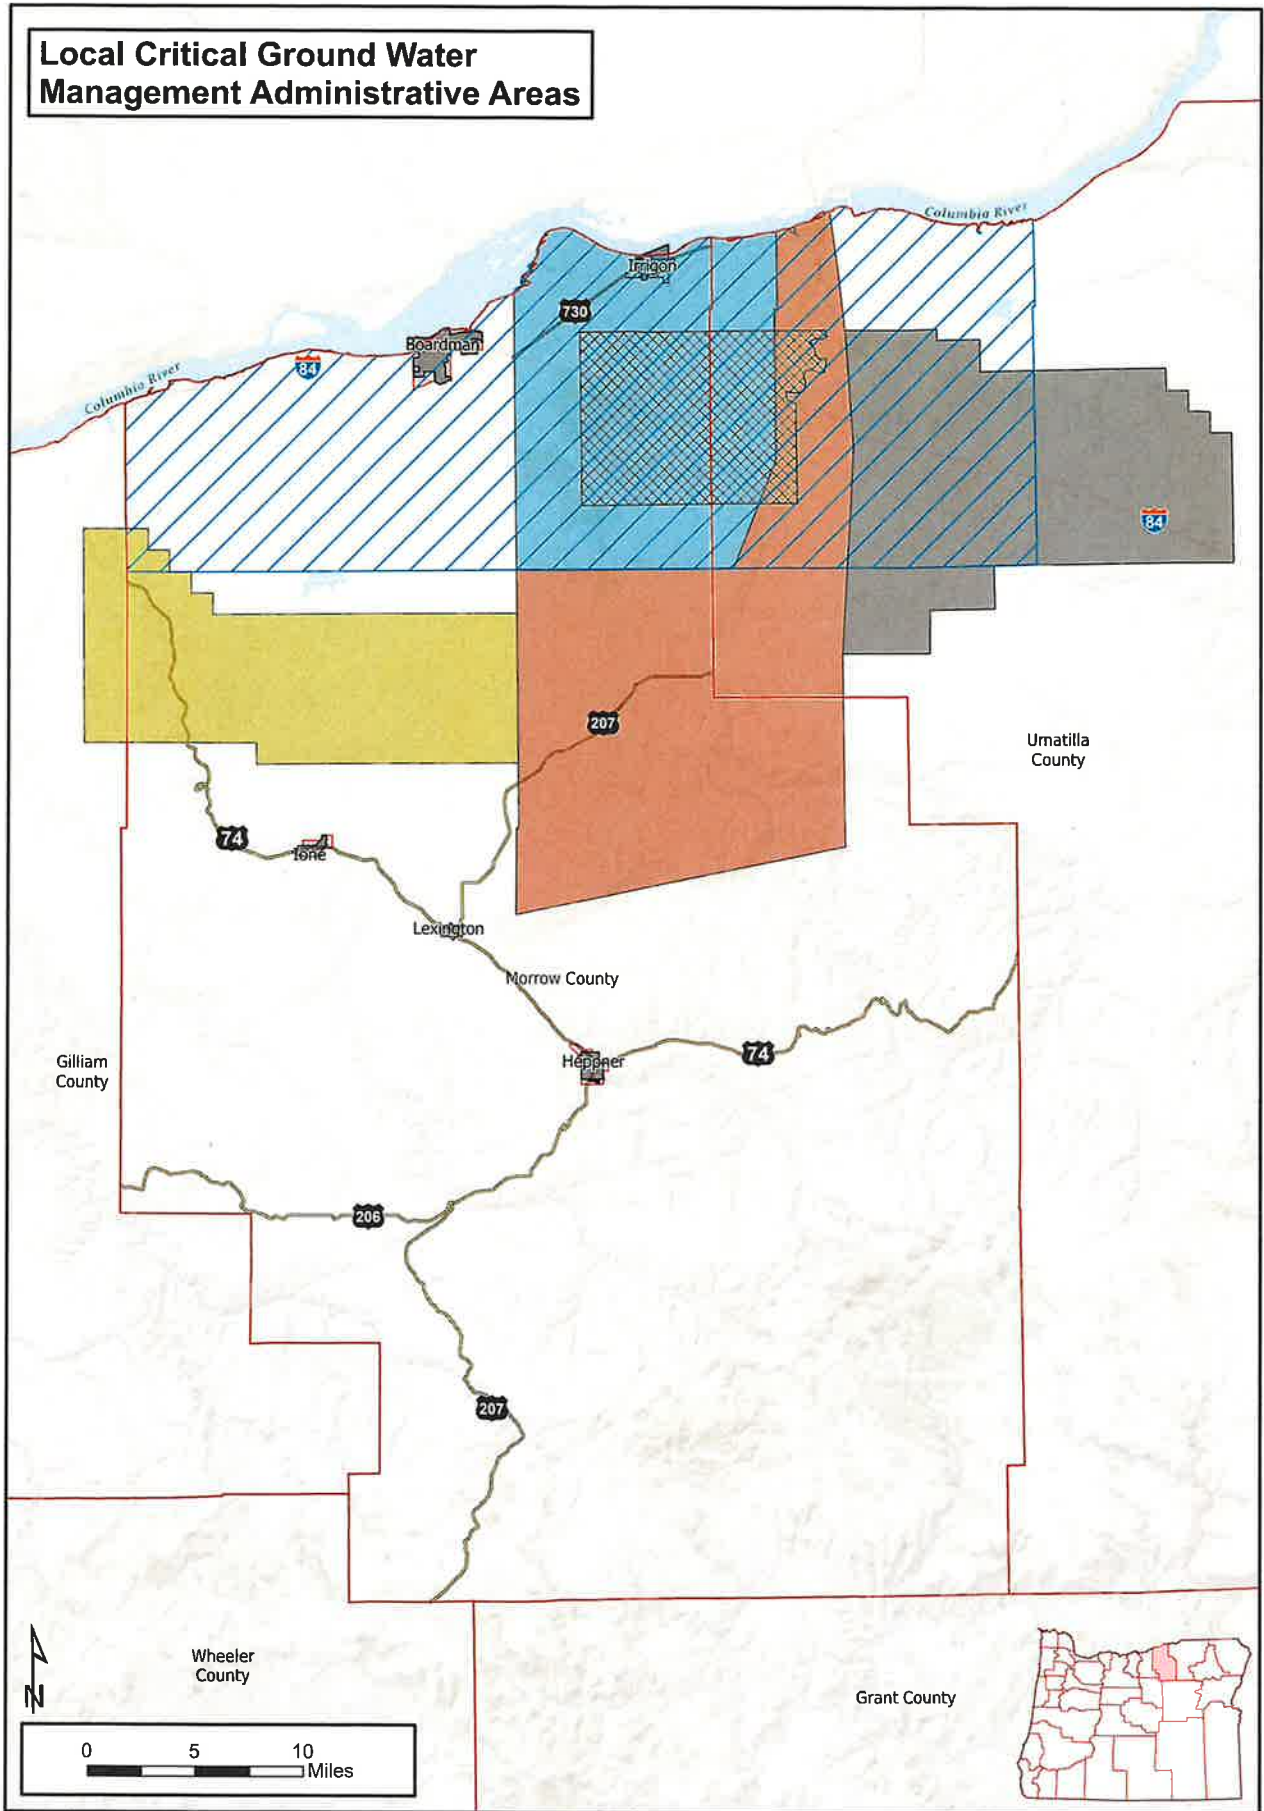 Local Critical Ground Water
Management Administrative Areas
Columbia River
Irrigon
730
Boardman
84
Columbia River
84
207
Umatilla
County
74
Ione
Lexington
Morrow County
Gilliam
County
Heppner
74
206
207
Wheeler
County
Grant County
N
0 5 10
Miles